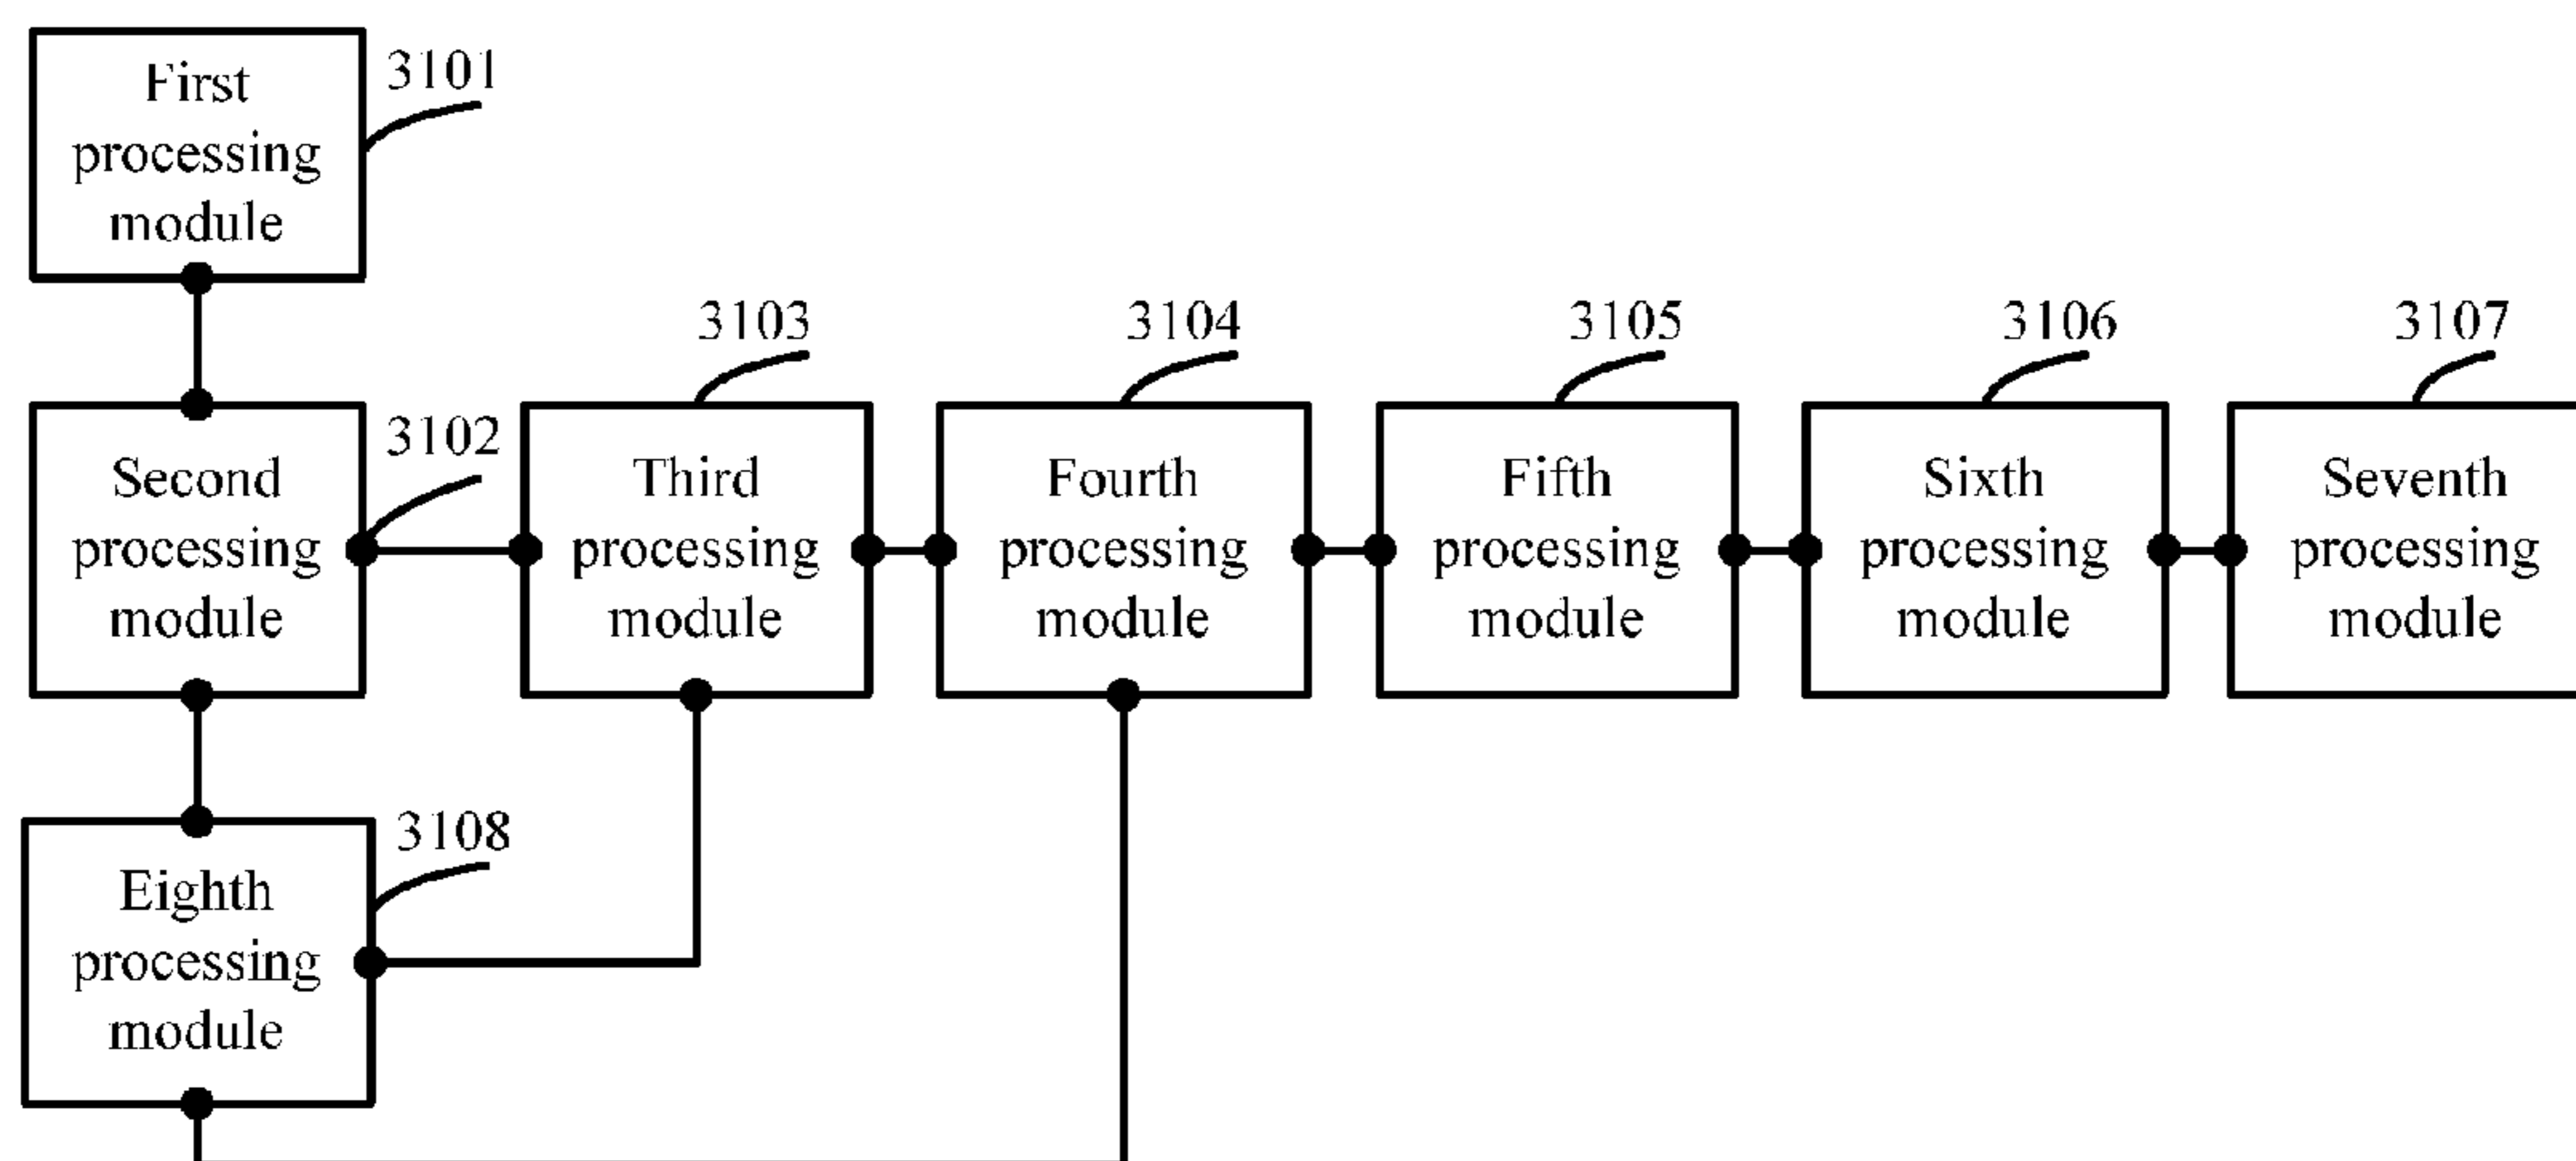 First
processing
module
3101
3103
3104
3105
3106
3107
Second
processing
module
3102
Third
processing
module
Fourth
processing
module
Fifth
processing
module
Sixth
processing
module
Seventh
processing
module
Eighth
processing
module
3108